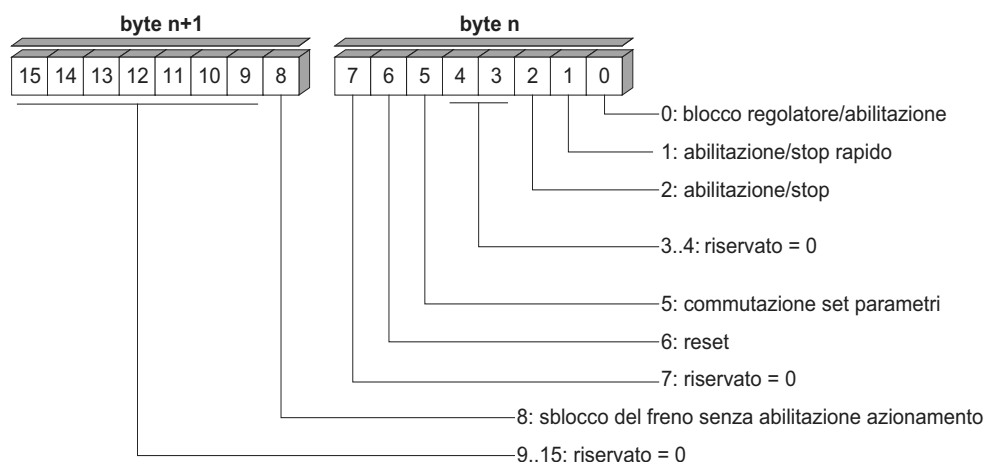 byte n+1 byte n
15 14 13 12 11 10 9 8 7 6 5 4 3 2 1 0
0: blocco regolatore/abilitazione
1: abilitazione/stop rapido
2: abilitazione/stop
3..4: riservato = 0
5: commutazione set parametri
6: reset
7: riservato = 0
8: sblocco del freno senza abilitazione azionamento
9..15: riservato = 0